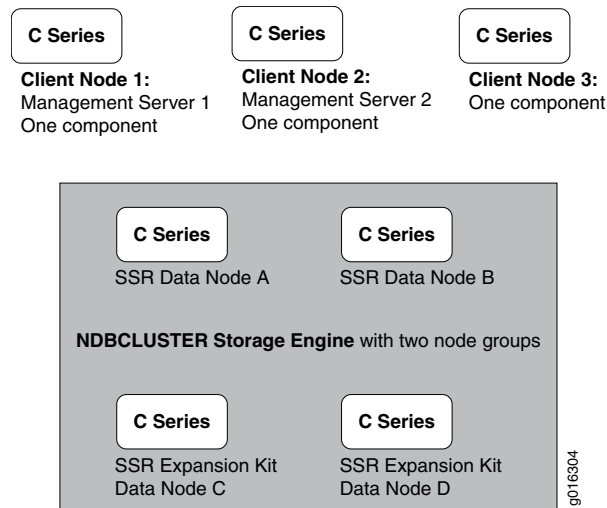 C Series
C Series
C Series
Client Node 1:
Management Server 1
One component
Client Node 2:
Management Server 2
One component
Client Node 3:
One component
C Series
C Series
SSR Data Node A
SSR Data Node B
NDBCLUSTER Storage Engine with two node groups
C Series
C Series
SSR Expansion Kit
Data Node C
SSR Expansion Kit
Data Node D
g016304